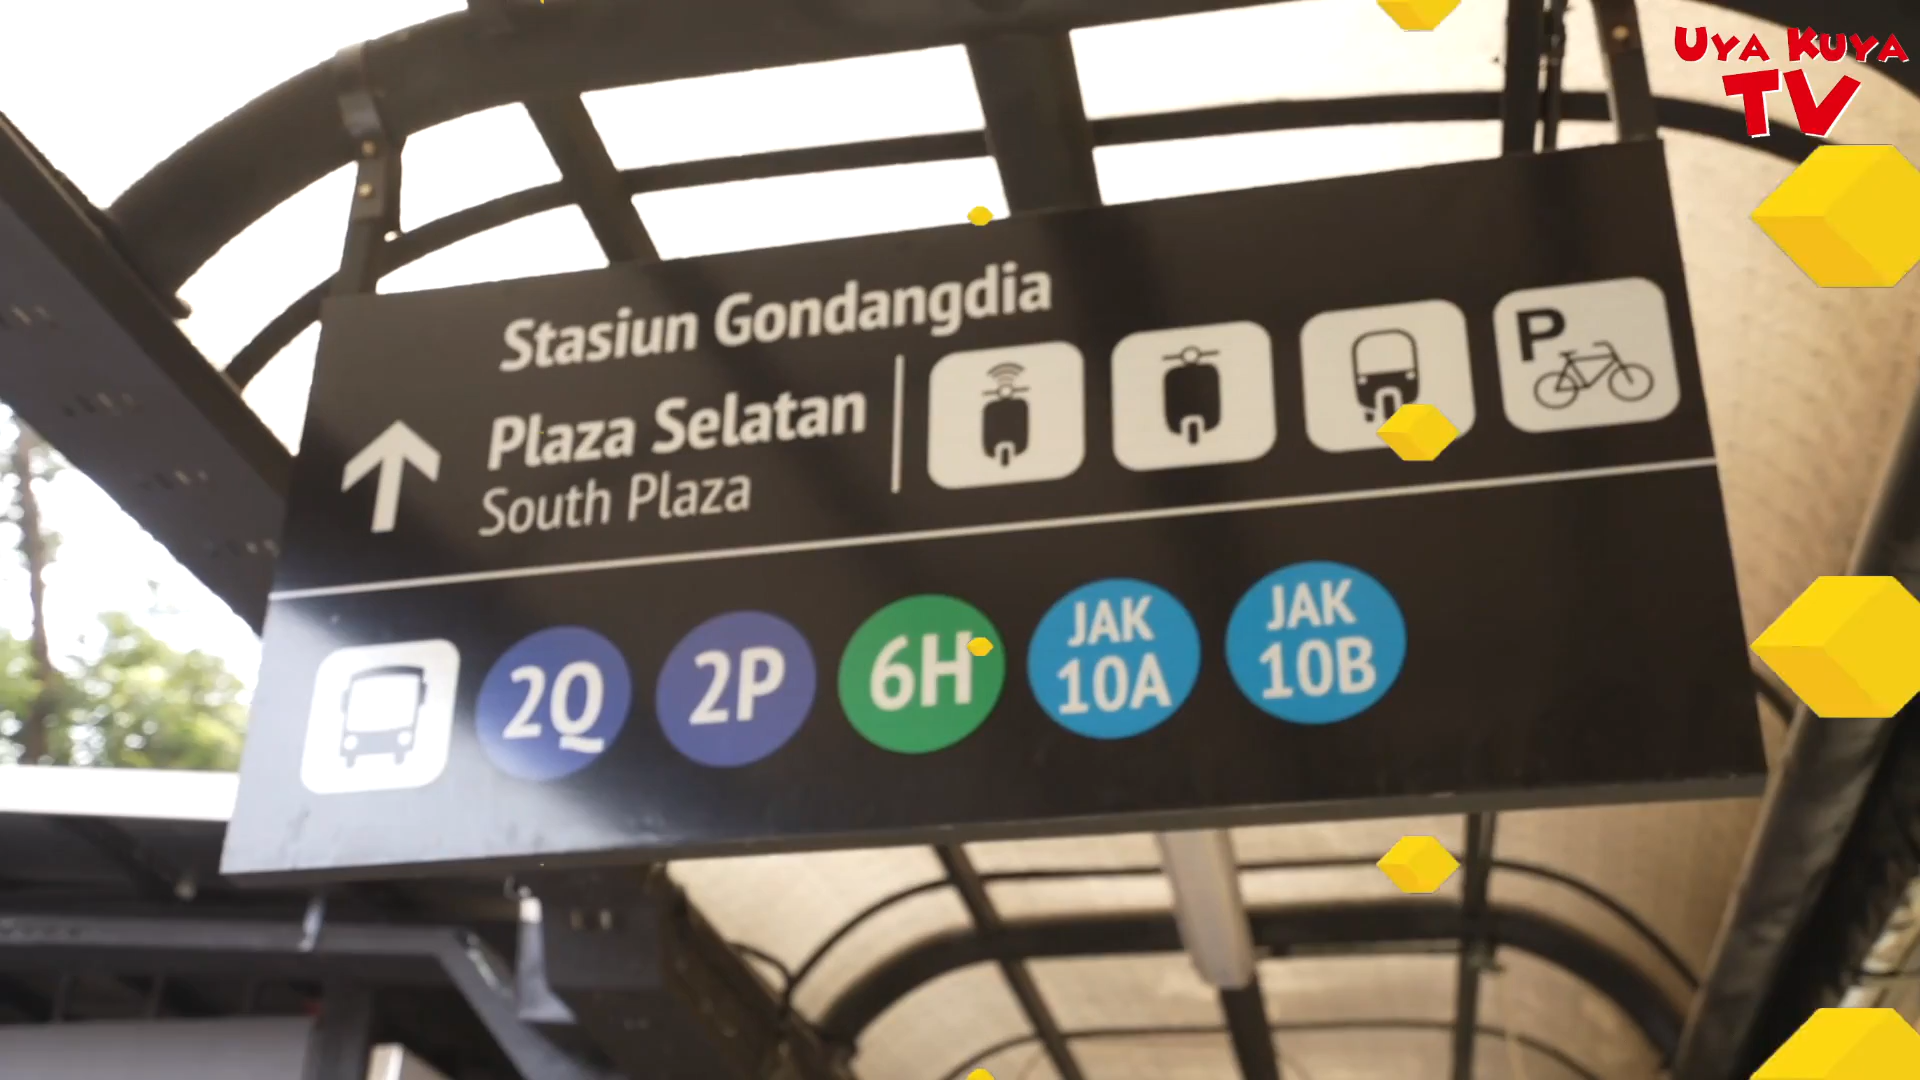 UYA KUYA
TV
Stasiun Gondangdia
Plaza Selatan
South Plaza
P
2Q
2P
6H
JAK
10A
JAK
10B